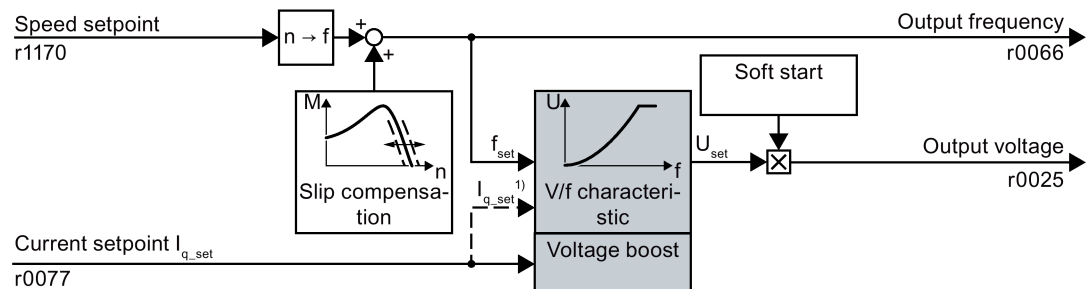 Speed setpoint
r1170
n → f
+
+
Output frequency
r0066
Soft start
M
n
Slip compensa-
tion
f_set
I_q_set 1)
U
f
V/f characteri-
stic
U_set
Output voltage
r0025
Current setpoint I_q_set
r0077
Voltage boost